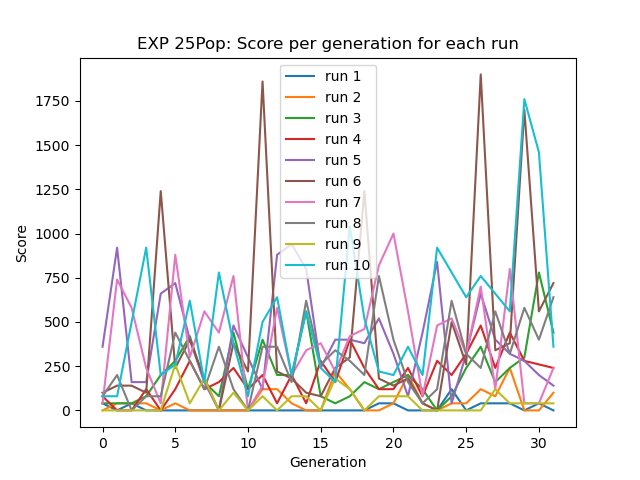 EXP 25Pop: Score per generation for each run
1750
1500
1250
1000
750
500
250
0
Score
run 1
run 2
run 3
run 4
run 5
run 6
run 7
run 8
run 9
run 10
0 5 10 15 20 25 30
Generation